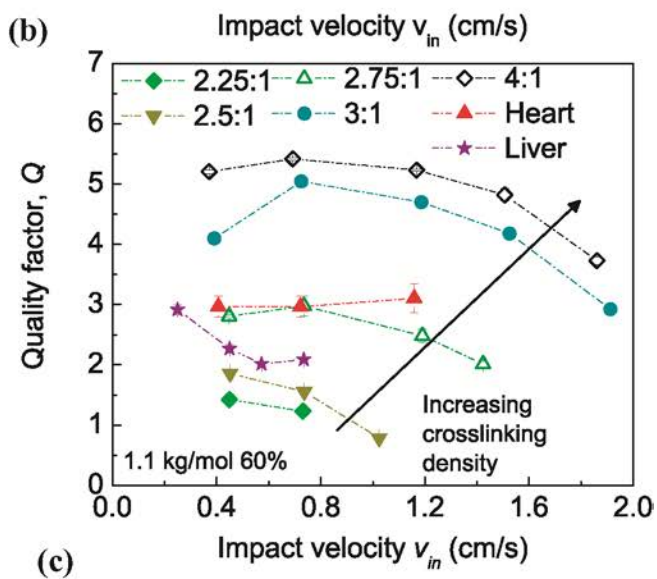 (b)
Impact velocity v_in (cm/s)
7
6
5
4
3
2
1
0
Quality factor, Q
2.25:1 2.75:1 4:1
2.5:1 3:1 Heart
Liver
Increasing
crosslinking
density
1.1 kg/mol 60%
0.0 0.4 0.8 1.2 1.6 2.0
Impact velocity v_in (cm/s)
(c)